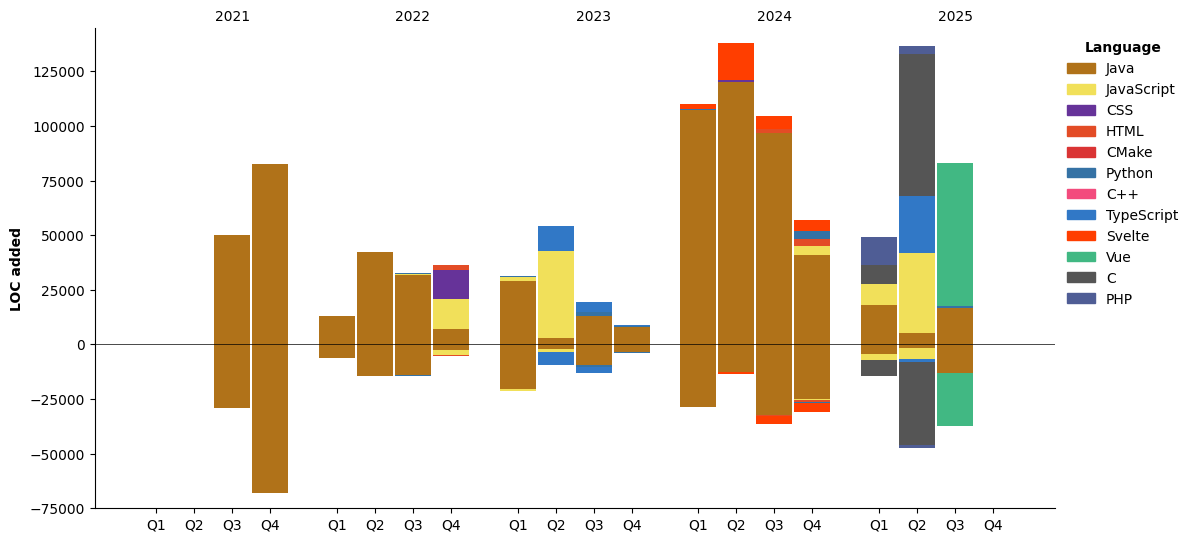 2021 2022 2023 2024 2025
Language
Java
JavaScript
CSS
HTML
CMake
Python
C++
TypeScript
Svelte
Vue
C
PHP
LOC added
125000
100000
75000
50000
25000
0
−25000
−50000
−75000
Q1 Q2 Q3 Q4 Q1 Q2 Q3 Q4 Q1 Q2 Q3 Q4 Q1 Q2 Q3 Q4 Q1 Q2 Q3 Q4